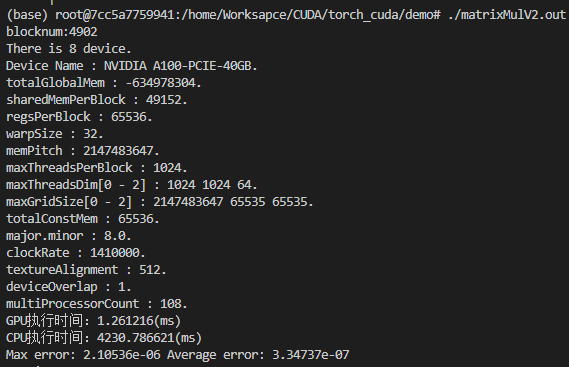 (base) root@7cc5a7759941:/home/Worksapce/CUDA/torch_cuda/demo# ./matrixMulV2.out
blocknum:4902
There is 8 device.
Device Name : NVIDIA A100-PCIE-40GB.
totalGlobalMem : -634978304.
sharedMemPerBlock : 49152.
regsPerBlock : 65536.
warpSize : 32.
memPitch : 2147483647.
maxThreadsPerBlock : 1024.
maxThreadsDim[0 - 2] : 1024 1024 64.
maxGridSize[0 - 2] : 2147483647 65535 65535.
totalConstMem : 65536.
major.minor : 8.0.
clockRate : 1410000.
textureAlignment : 512.
deviceOverlap : 1.
multiProcessorCount : 108.
GPU执行时间: 1.261216(ms)
CPU执行时间: 4230.786621(ms)
Max error: 2.10536e-06 Average error: 3.34737e-07